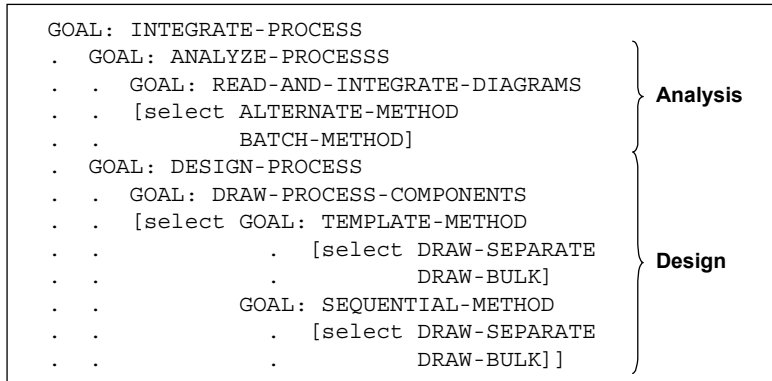 GOAL: INTEGRATE-PROCESS
. GOAL: ANALYZE-PROCESSS
. . GOAL: READ-AND-INTEGRATE-DIAGRAMS
. . [select ALTERNATE-METHOD
. . BATCH-METHOD]
Analysis
. GOAL: DESIGN-PROCESS
. . GOAL: DRAW-PROCESS-COMPONENTS
. . [select GOAL: TEMPLATE-METHOD
. . . [select DRAW-SEPARATE
. . . DRAW-BULK]
. . GOAL: SEQUENTIAL-METHOD
. . . [select DRAW-SEPARATE
. . . DRAW-BULK]]
Design